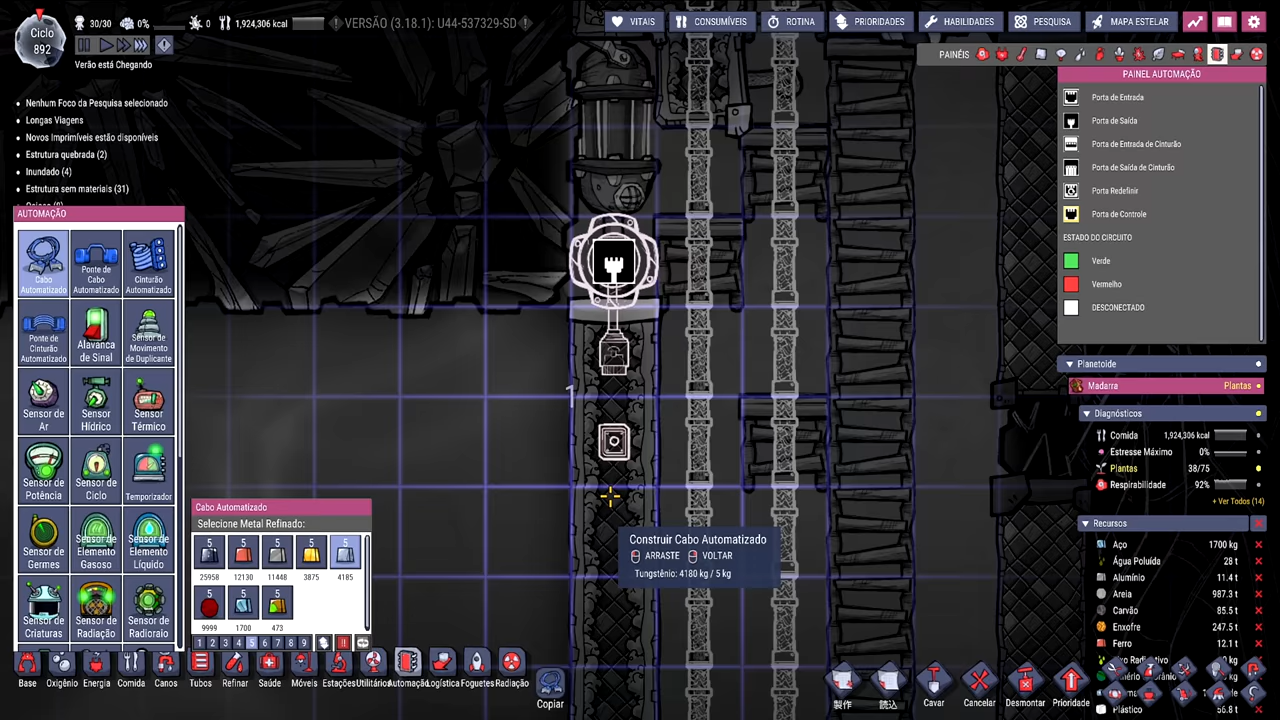 Ciclo
892
30/30
0%
0
1,924,306 kcal
VERSÃO (3.18.1): U44-537329-SD
VITAIS
CONSUMÍVEIS
ROTINA
PRIORIDADES
HABILIDADES
PESQUISA
MAPA ESTELAR
Verão está Chegando
Nenhum Foco da Pesquisa selecionado
Longas Viagens
Novos Imprimíveis estão disponíveis
Estrutura quebrada (2)
Inundado (4)
Estrutura sem materiais (31)
AUTOMAÇÃO
Cabo Automatizado
Ponte de Cabo Automatizado
Cinturão Automatizado
Ponte de Cinturão Automatizado
Alavanca de Sinal
Sensor de Movimento de Duplicante
Sensor de Ar
Sensor Hídrico
Sensor Térmico
Sensor de Potência
Sensor de Ciclo
Temporizador
Sensor de Germes
Sensor de Elemento Gasoso
Sensor de Elemento Líquido
Sensor de Criaturas
Sensor de Radiação
Sensor de Radioraio
Cabo Automatizado
Selecione Metal Refinado:
5 5 5 5 5
25958 12130 11448 3875 4185
5 5 5
9999 1700 473
1 2 3 4 5 6 7 8 9
1
Construir Cabo Automatizado
ARRASTE VOLTAR
Tungstênio: 4180 kg / 5 kg
PAINÉIS
PAINEL AUTOMAÇÃO
Porta de Entrada
Porta de Saída
Porta de Entrada de Cinturão
Porta de Saída de Cinturão
Porta Redefinir
Porta de Controle
ESTADO DO CIRCUITO
Verde
Vermelho
DESCONECTADO
Planetoide
Madarra Plantas
Diagnósticos
Comida 1,924,306 kcal
Estresse Máximo 0%
Plantas 38/75
Respirabilidade 92%
+ Ver Todos (14)
Recursos
Aço 1700 kg
Água Poluída 28 t
Alumínio 11.4 t
Areia 987.3 t
Carvão 85.5 t
Enxofre 247.5 t
Ferro 12.1 t
Plástico 56.8 t
Base
Oxigênio
Energia
Comida
Canos
Tubos
Refinar
Saúde
Móveis
Estações
Utilitários
Automação
Logística
Foguetes
Radiação
Copiar
製作
読込
Cavar
Cancelar
Desmontar
Prioridade